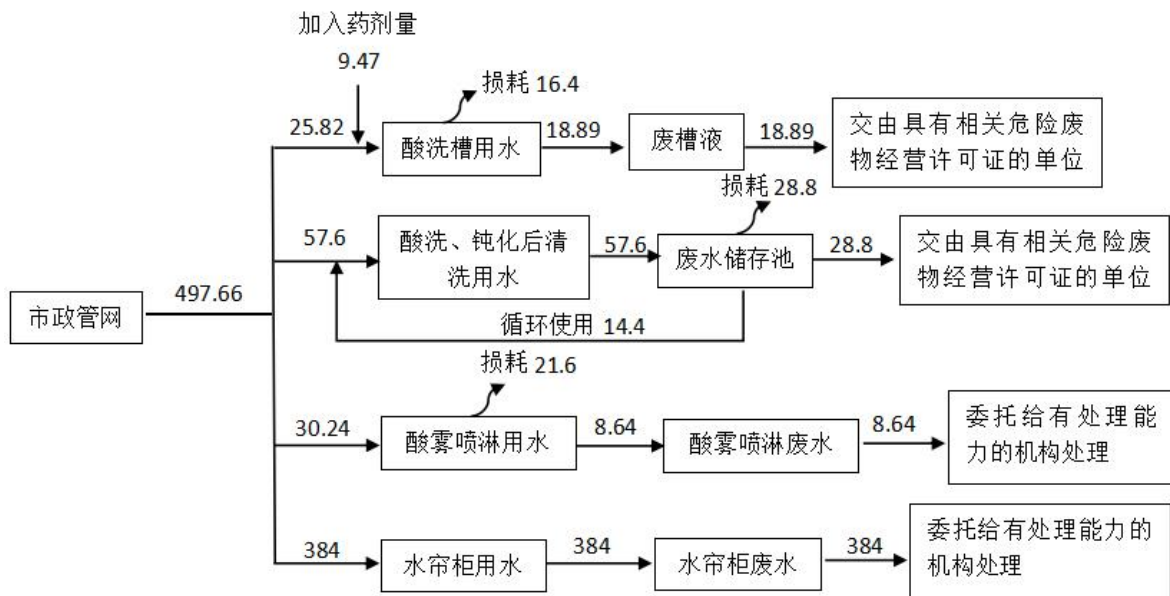 加入药剂量
9.47
损耗 16.4
25.82
酸洗槽用水
18.89
废槽液
18.89
交由具有相关危险废
物经营许可证的单位
损耗 28.8
57.6
酸洗、钝化后清
洗用水
57.6
废水储存池
28.8
交由具有相关危险废
物经营许可证的单位
497.66
市政管网
循环使用 14.4
损耗 21.6
30.24
酸雾喷淋用水
8.64
酸雾喷淋废水
8.64
委托给有处理能
力的机构处理
384
水帘柜用水
384
水帘柜废水
384
委托给有处理能力的
机构处理